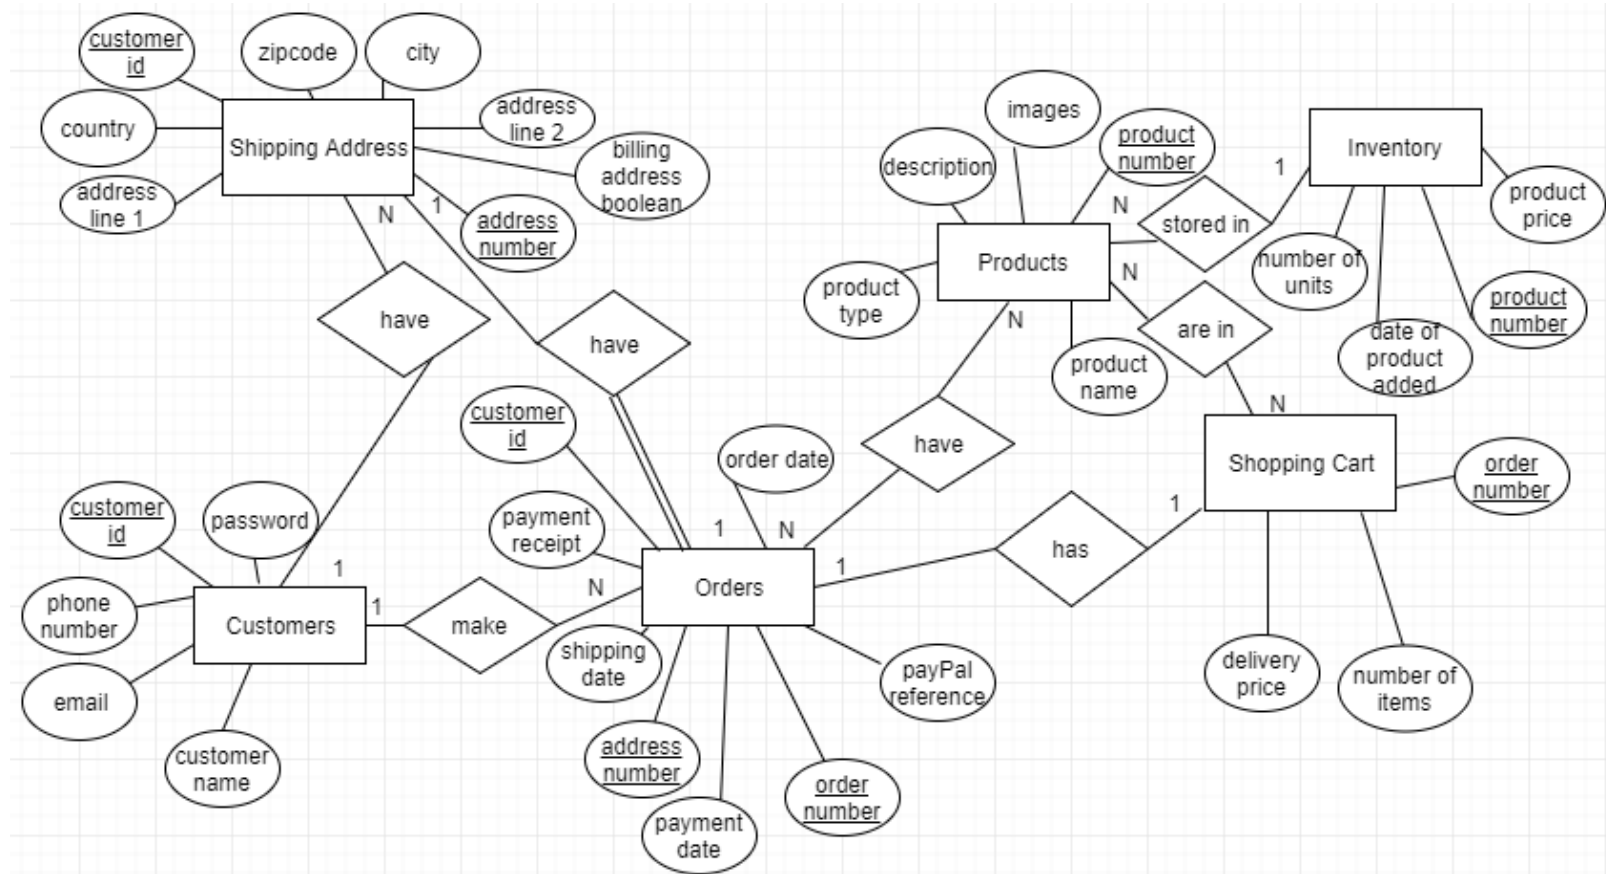 customer
id
zipcode
city
country
Shipping Address
address
line 2
billing
address
boolean
address
line 1
address
number
N
1
have
have
images
description
product
number
Inventory
1
product
price
N
stored in
Products
N
number of
units
product
type
product
number
N
are in
date of
product
added
product
name
N
customer
id
order date
have
Shopping Cart
order
number
customer
id
password
payment
receipt
1
N
1
has
1
1
N
Orders
phone
number
Customers
1
make
shipping
date
payPal
reference
delivery
price
number of
items
email
customer
name
address
number
order
number
payment
date